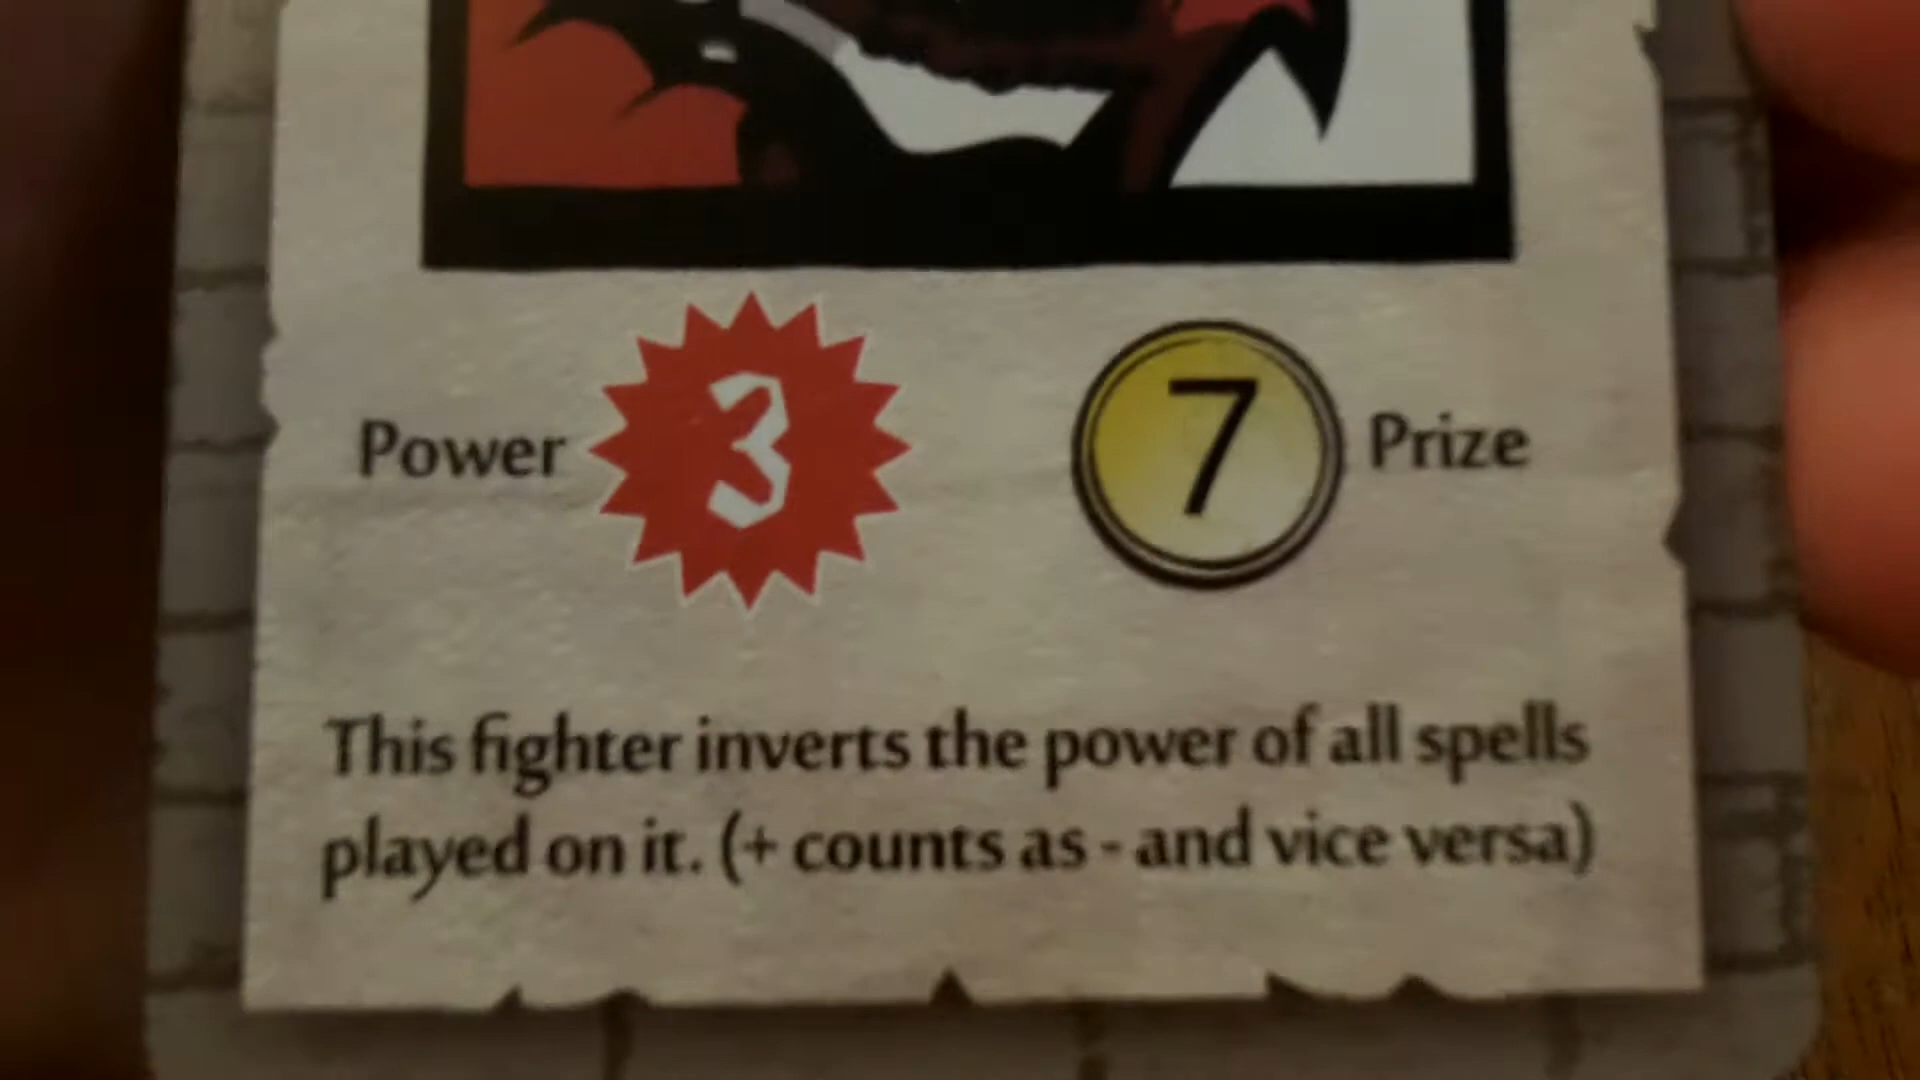 Power 3 7 Prize
This fighter inverts the power of all spells
played on it. (+ counts as - and vice versa)